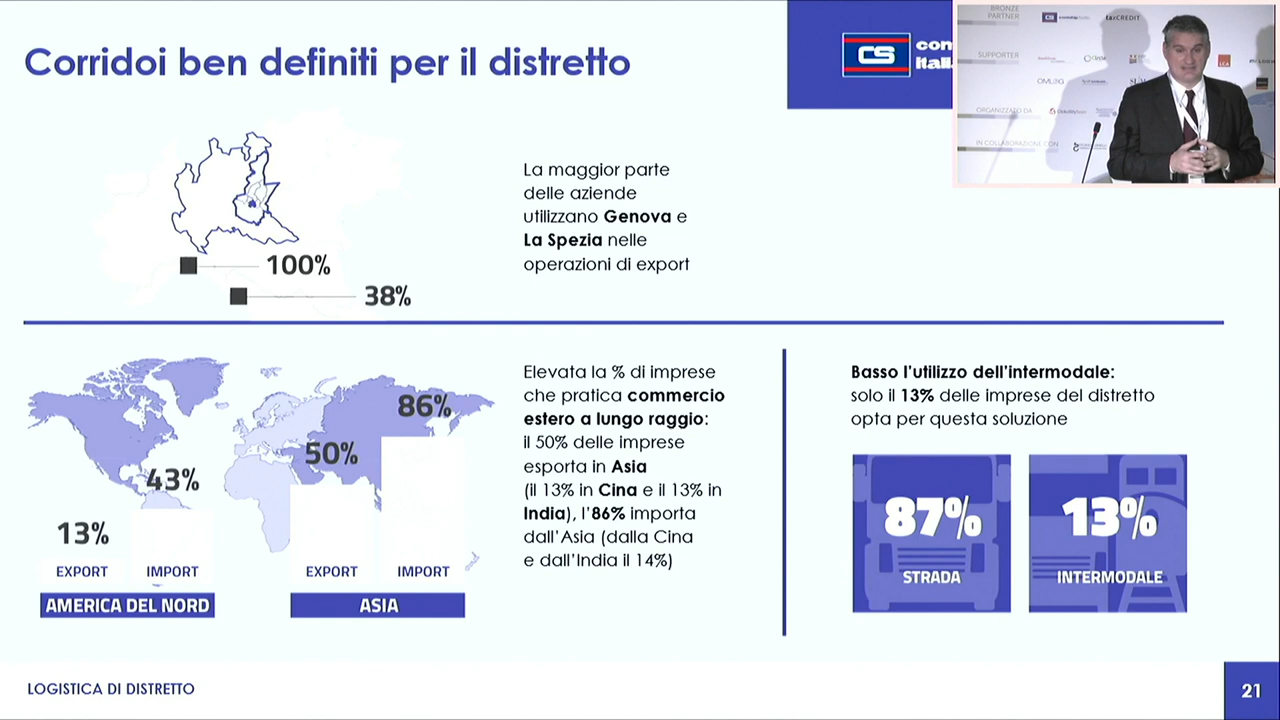 Corridoi ben definiti per il distretto
CS
con
itali
BRONZE
PARTNER
taxCREDIT
SUPPORTER
LCA
ORGANIZZATO DA
IN COLLABORAZIONE CON
100%
38%
La maggior parte
delle aziende
utilizzano Genova e
La Spezia nelle
operazioni di export
13%
43%
50%
86%
EXPORT
IMPORT
EXPORT
IMPORT
AMERICA DEL NORD
ASIA
Elevata la % di imprese
che pratica commercio
estero a lungo raggio:
il 50% delle imprese
esporta in Asia
(il 13% in Cina e il 13% in
India), l'86% importa
dall'Asia (dalla Cina
e dall'India il 14%)
Basso l'utilizzo dell'intermodale:
solo il 13% delle imprese del distretto
opta per questa soluzione
87%
STRADA
13%
INTERMODALE
LOGISTICA DI DISTRETTO
21